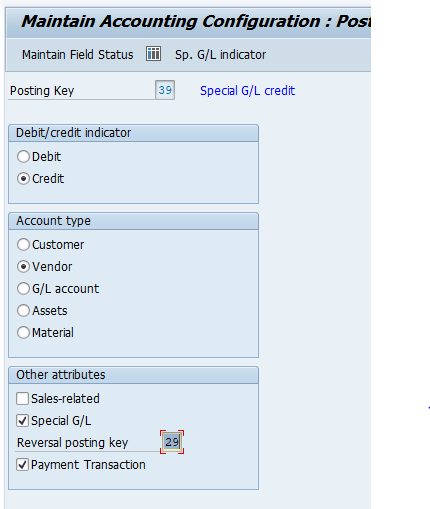 Maintain Accounting Configuration : Post
Maintain Field Status Sp. G/L indicator
Posting Key 39 Special G/L credit
Debit/credit indicator
Debit
Credit
Account type
Customer
Vendor
G/L account
Assets
Material
Other attributes
Sales-related
Special G/L
Reversal posting key 29
Payment Transaction